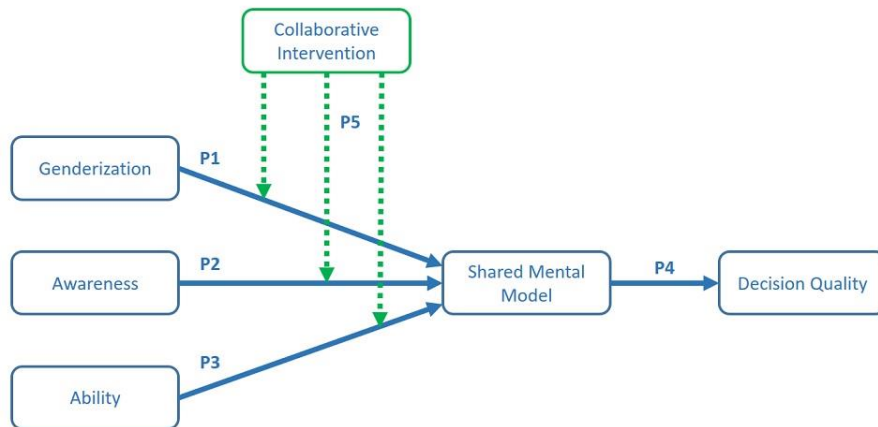 Collaborative
Intervention
P5
P1
Genderization
P2
Awareness
Shared Mental
Model
P4
Decision Quality
P3
Ability